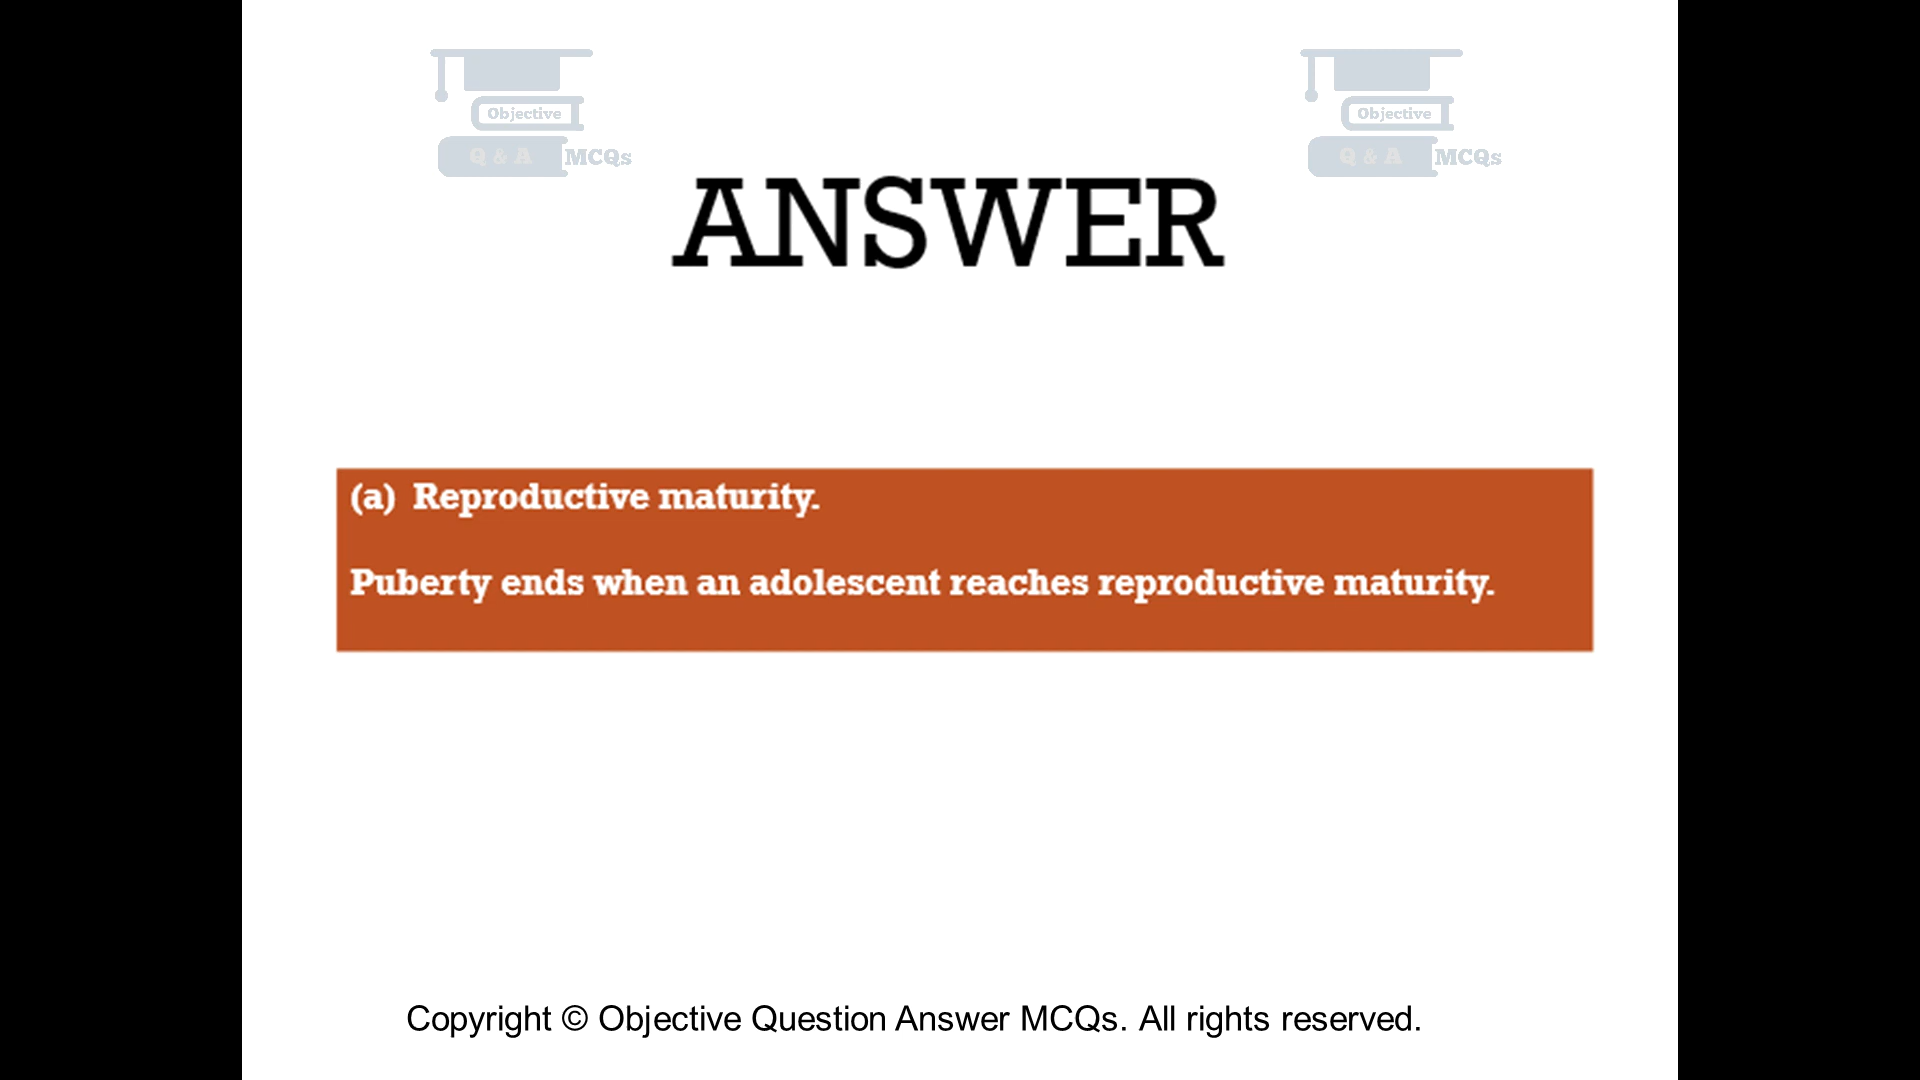 Objective
Q & A MCQs
Objective
Q & A MCQs
ANSWER
(a) Reproductive maturity.
Puberty ends when an adolescent reaches reproductive maturity.
Copyright © Objective Question Answer MCQs. All rights reserved.